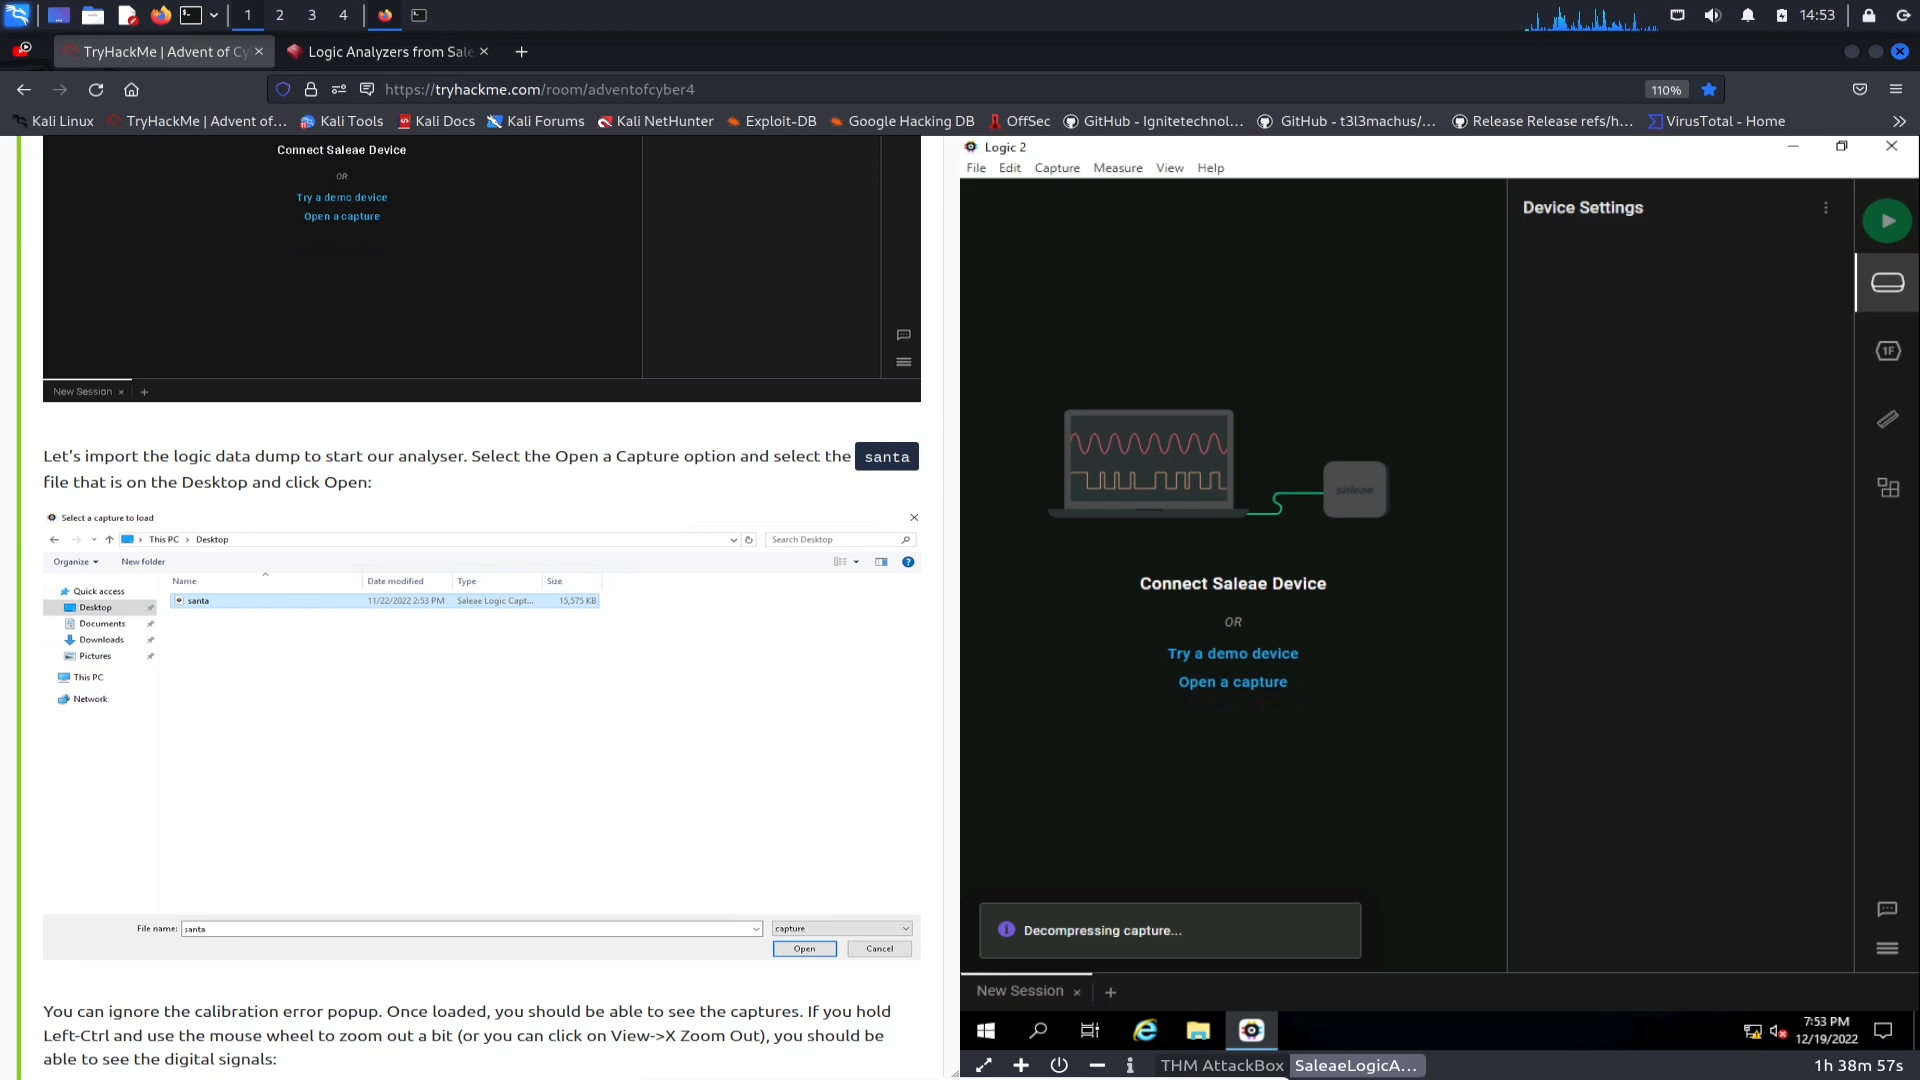 1 2 3 4 14:53
TryHackMe | Advent of Cy
Logic Analyzers from Sale
https://tryhackme.com/room/adventofcyber4
110%
Kali Linux TryHackMe | Advent of... Kali Tools Kali Docs Kali Forums Kali NetHunter Exploit-DB Google Hacking DB OffSec GitHub - Ignitetechnol... GitHub - t3l3machus/... Release Release refs/h... VirusTotal - Home
Connect Saleae Device
OR
Try a demo device
Open a capture
New Session
Let's import the logic data dump to start our analyser. Select the Open a Capture option and select the santa
file that is on the Desktop and click Open:
Select a capture to load
This PC > Desktop
Search Desktop
Organize New folder
Name Date modified Type Size
santa 11/22/2022 2:53 PM Saleae Logic Capt... 15,575 KB
Quick access
Desktop
Documents
Downloads
Pictures
This PC
Network
File name: santa
capture
Open Cancel
You can ignore the calibration error popup. Once loaded, you should be able to see the captures. If you hold
Left-Ctrl and use the mouse wheel to zoom out a bit (or you can click on View->X Zoom Out), you should be
able to see the digital signals:
Logic 2
File Edit Capture Measure View Help
Device Settings
1F
saleae
Connect Saleae Device
OR
Try a demo device
Open a capture
Decompressing capture...
New Session
7:53 PM
12/19/2022
THM AttackBox SaleaeLogicA... 1h 38m 57s